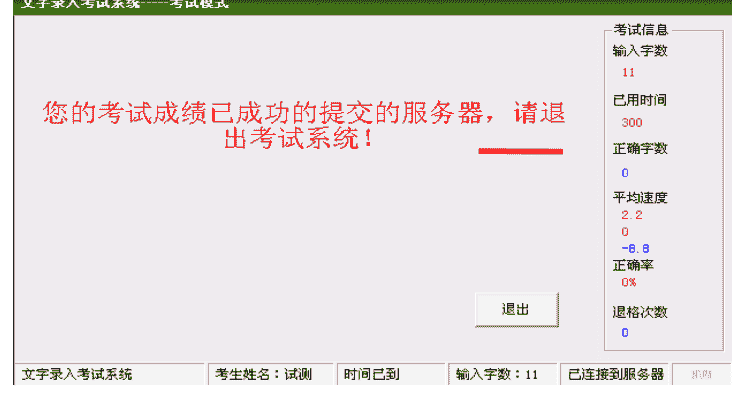 文字录入考试系统-----考试模式
您的考试成绩已成功的提交的服务器，请退
出考试系统！
退出
考试信息
输入字数
11
已用时间
300
正确字数
0
平均速度
2.2
0
-8.8
正确率
0%
退格次数
0
文字录入考试系统
考生姓名：试测
时间已到
输入字数：11
已连接到服务器